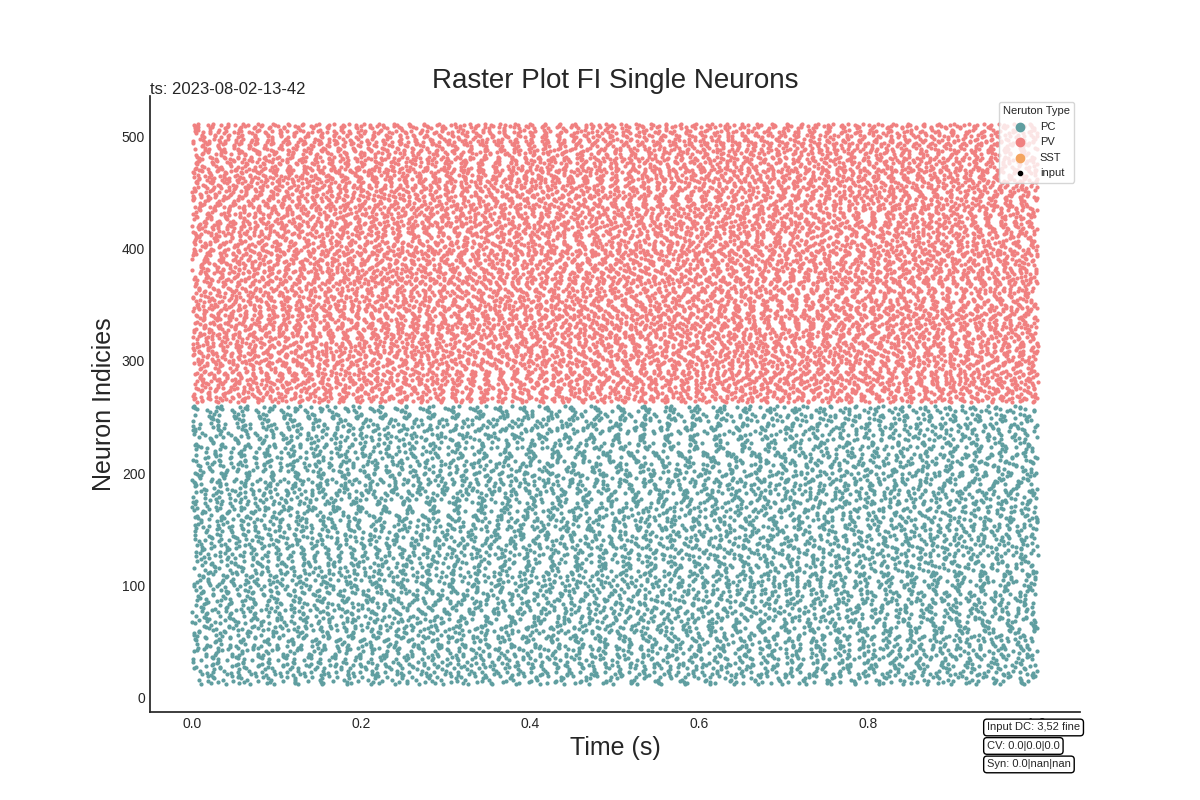 Raster Plot FI Single Neurons
ts: 2023-08-02-13-42
Neruton Type
PC
PV
SST
input
500
400
300
200
100
0
Neuron Indicies
0.0 0.2 0.4 0.6 0.8
Time (s)
Input DC: 3,52 fine
CV: 0.0|0.0|0.0
Syn: 0.0|nan|nan